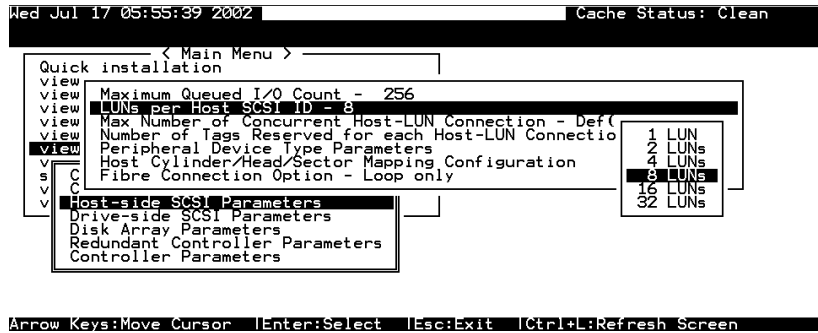 Wed Jul 17 05:55:39 2002 Cache Status: Clean
< Main Menu >
Quick installation
view
view
view
view
view
view
v
s
v
v
Maximum Queued I/O Count - 256
LUNs per Host SCSI ID - 8
Max Number of Concurrent Host-LUN Connection - Def(
Number of Tags Reserved for each Host-LUN Connectio
Peripheral Device Type Parameters
Host Cylinder/Head/Sector Mapping Configuration
Fibre Connection Option - Loop only
1 LUN
2 LUNs
4 LUNs
8 LUNs
16 LUNs
32 LUNs
C
C
Host-side SCSI Parameters
Drive-side SCSI Parameters
Disk Array Parameters
Redundant Controller Parameters
Controller Parameters
Arrow Keys:Move Cursor |Enter:Select |Esc:Exit |Ctrl+L:Refresh Screen